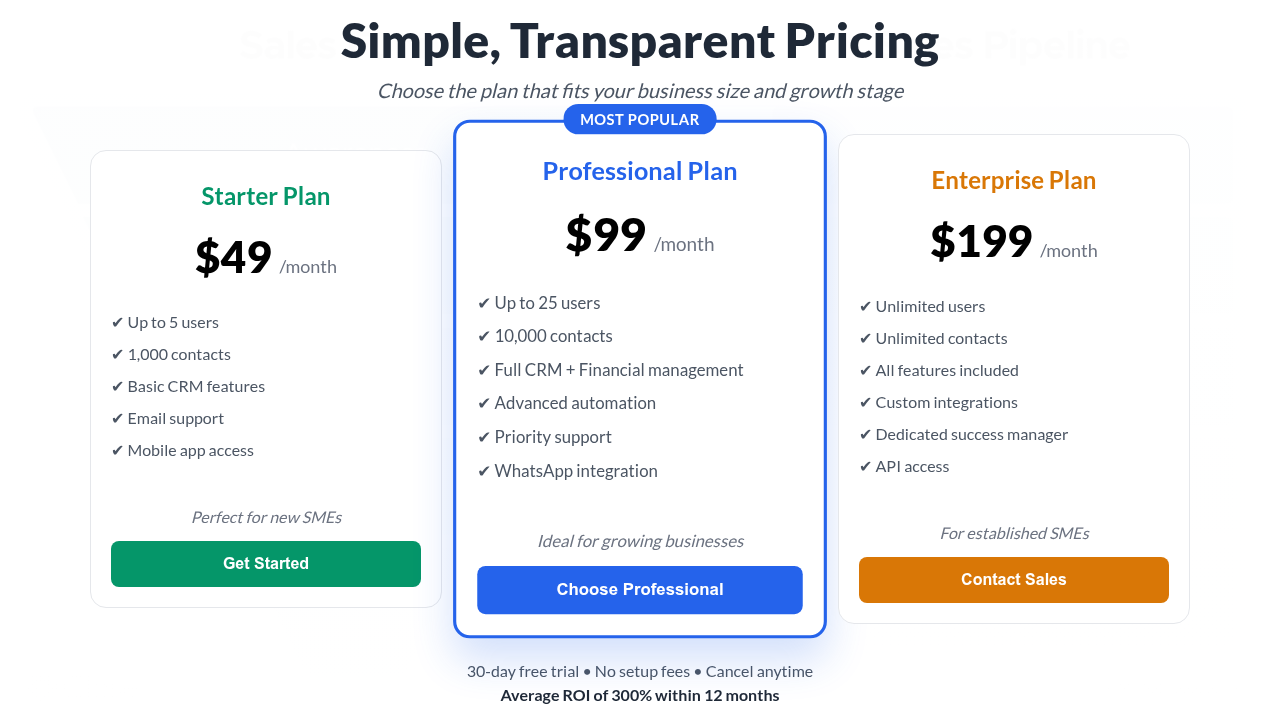 Simple, Transparent Pricing
Choose the plan that fits your business size and growth stage
Starter Plan
$49 /month
✔ Up to 5 users
✔ 1,000 contacts
✔ Basic CRM features
✔ Email support
✔ Mobile app access
Perfect for new SMEs
Get Started
MOST POPULAR
Professional Plan
$99 /month
✔ Up to 25 users
✔ 10,000 contacts
✔ Full CRM + Financial management
✔ Advanced automation
✔ Priority support
✔ WhatsApp integration
Ideal for growing businesses
Choose Professional
Enterprise Plan
$199 /month
✔ Unlimited users
✔ Unlimited contacts
✔ All features included
✔ Custom integrations
✔ Dedicated success manager
✔ API access
For established SMEs
Contact Sales
30-day free trial • No setup fees • Cancel anytime
Average ROI of 300% within 12 months